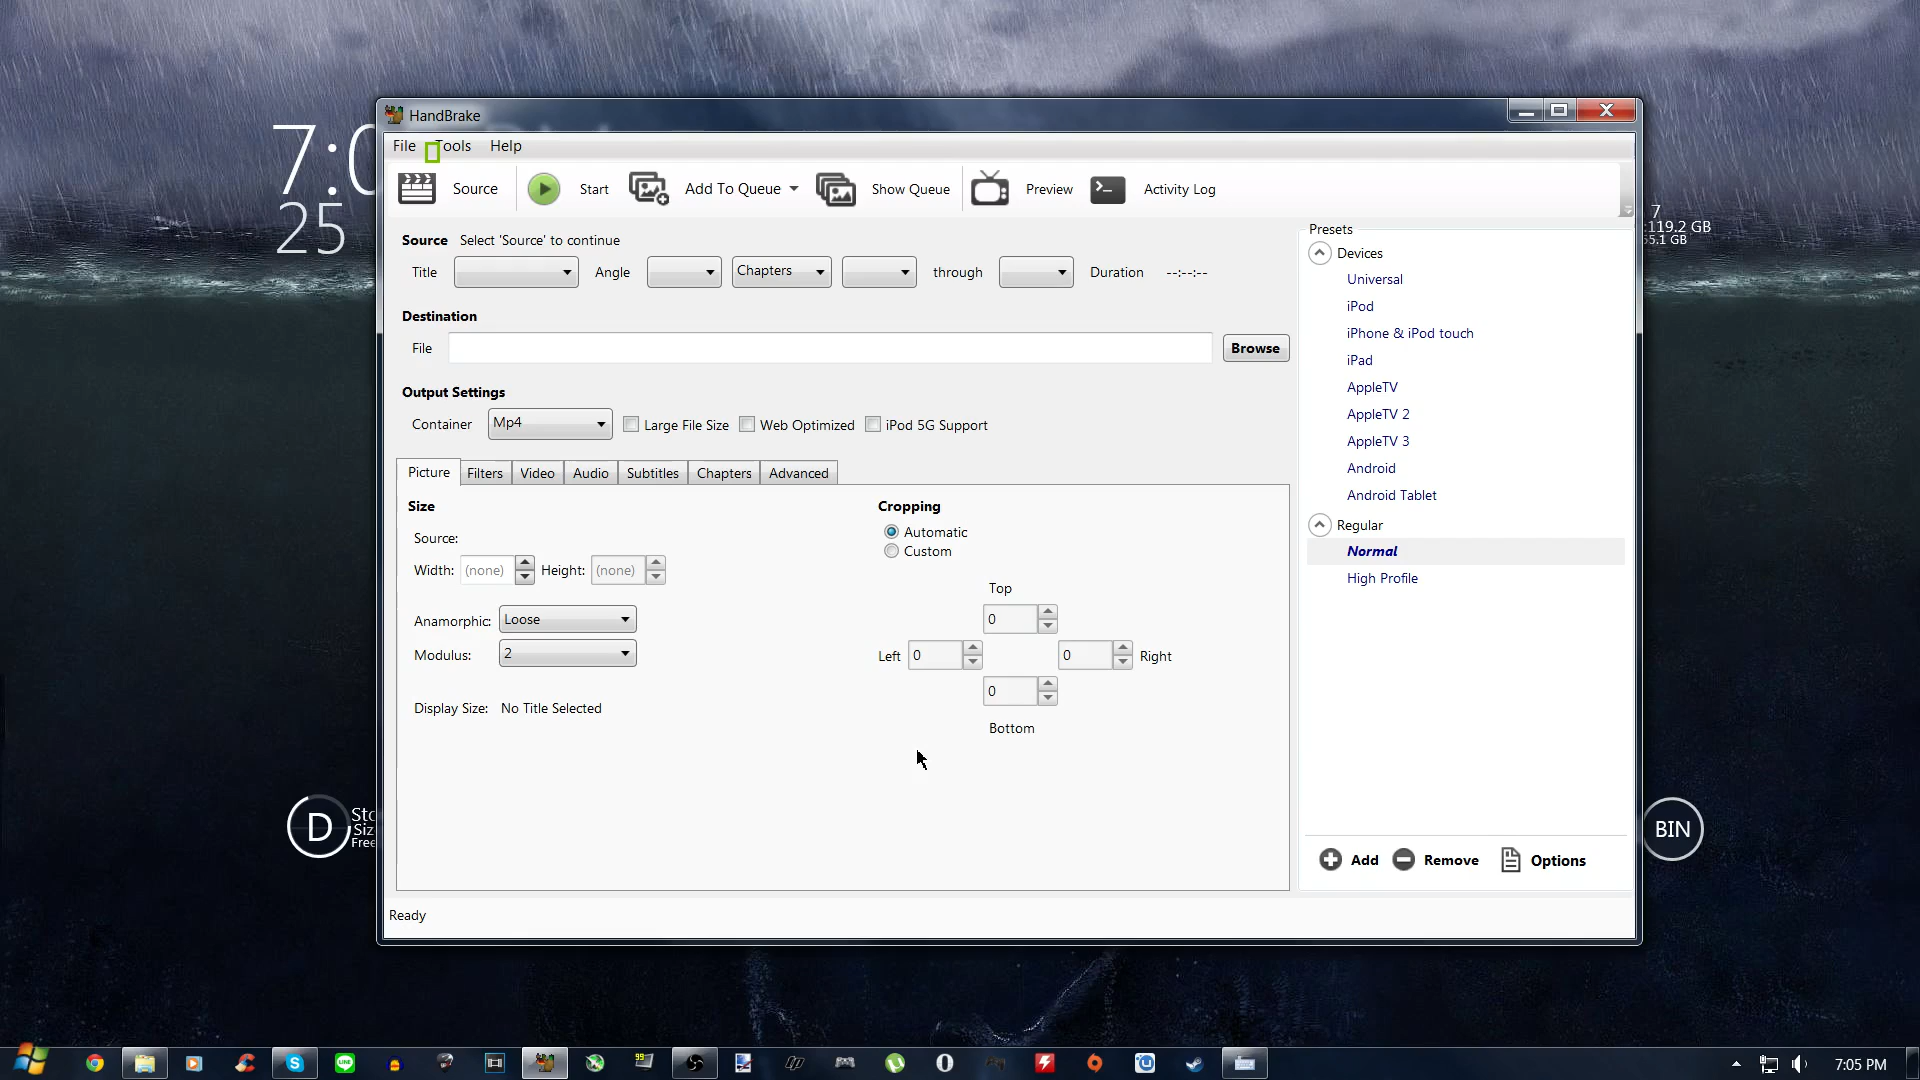 HandBrake
File Tools Help
Source Start Add To Queue Show Queue Preview Activity Log
7:0
25
7
119.2 GB
55.1 GB
Source Select 'Source' to continue
Title Angle Chapters through Duration --:--:--
Destination
File Browse
Output Settings
Container Mp4 Large File Size Web Optimized iPod 5G Support
Picture Filters Video Audio Subtitles Chapters Advanced
Size
Source:
Width: (none) Height: (none)
Anamorphic: Loose
Modulus: 2
Display Size: No Title Selected
Cropping
Automatic
Custom
Top
0
Left 0 0 Right
0
Bottom
Presets
Devices
Universal
iPod
iPhone & iPod touch
iPad
AppleTV
AppleTV 2
AppleTV 3
Android
Android Tablet
Regular
Normal
High Profile
Add Remove Options
Ready
D
Sto
Siz
Free
BIN
99
7:05 PM